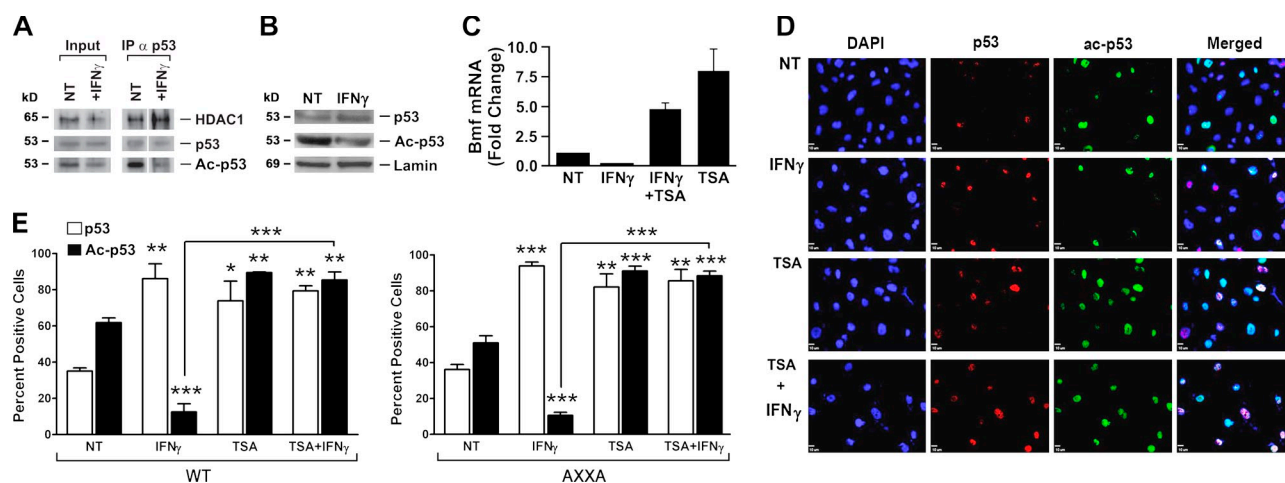 A
Input
IP α p53
kD
NT
+IFNγ
NT
+IFNγ
65
HDAC1
53
p53
53
Ac-p53
B
kD
NT
IFNγ
53
p53
53
Ac-p53
69
Lamin
C
Bmf mRNA
(Fold Change)
10.0
7.5
5.0
2.5
0.0
NT
IFNγ
IFNγ
+TSA
TSA
D
DAPI
p53
ac-p53
Merged
NT
IFNγ
TSA
TSA
+
IFNγ
E
p53
Ac-p53
Percent Positive Cells
100
80
60
40
20
0
**
***
*
**
**
**
***
NT
IFNγ
TSA
TSA+IFNγ
WT
Percent Positive Cells
100
80
60
40
20
0
***
***
**
***
**
***
***
NT
IFNγ
TSA
TSA+IFNγ
AXXA